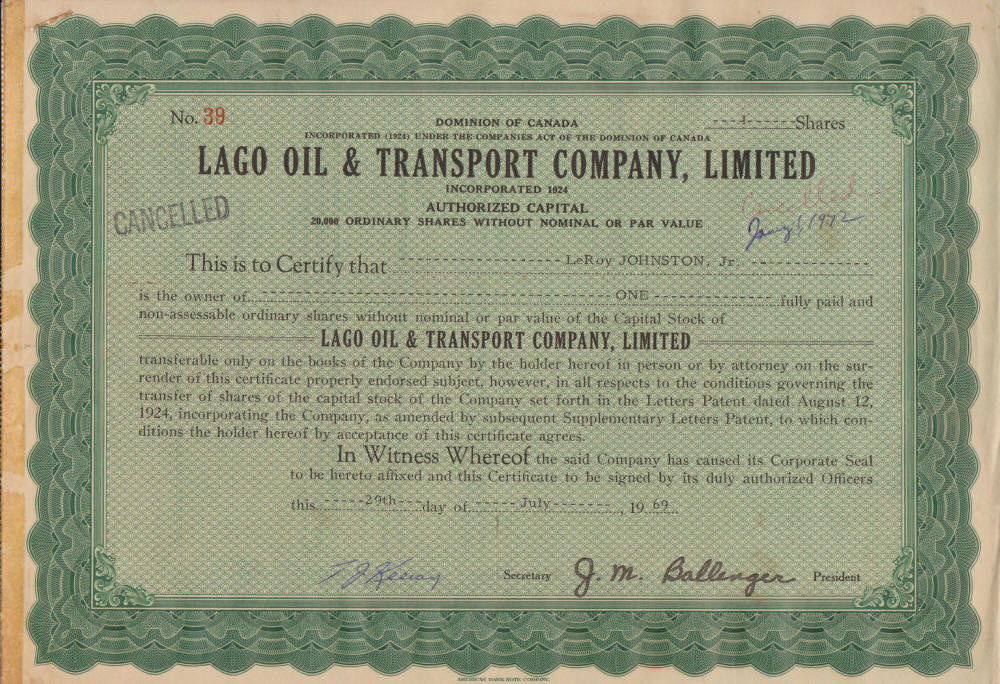 No. 39
DOMINION OF CANADA
---1------Shares
INCORPORATED (1924) UNDER THE COMPANIES ACT OF THE DOMINION OF CANADA
LAGO OIL & TRANSPORT COMPANY, LIMITED
INCORPORATED 1924
AUTHORIZED CAPITAL
20,000 ORDINARY SHARES WITHOUT NOMINAL OR PAR VALUE
CANCELLED
Cancelled
1, 1972
This is to Certify that LeRoy JOHNSTON, Jr.
is the owner of ONE fully paid and
non-assessable ordinary shares without nominal or par value of the Capital Stock of
LAGO OIL & TRANSPORT COMPANY, LIMITED
transferable only on the books of the Company by the holder hereof in person or by attorney on the sur-
render of this certificate properly endorsed subject, however, in all respects to the conditions governing the
transfer of shares of the capital stock of the Company set forth in the Letters Patent dated August 12,
1924, incorporating the Company, as amended by subsequent Supplementary Letters Patent, to which con-
ditions the holder hereof by acceptance of this certificate agrees.
In Witness Whereof the said Company has caused its Corporate Seal
to be hereto affixed and this Certificate to be signed by its duly authorized Officers
this -----29th---day of ----- July-------, 19 69
Secretary J. M. Ballenger President
AMERICAN BANK NOTE COMPANY.